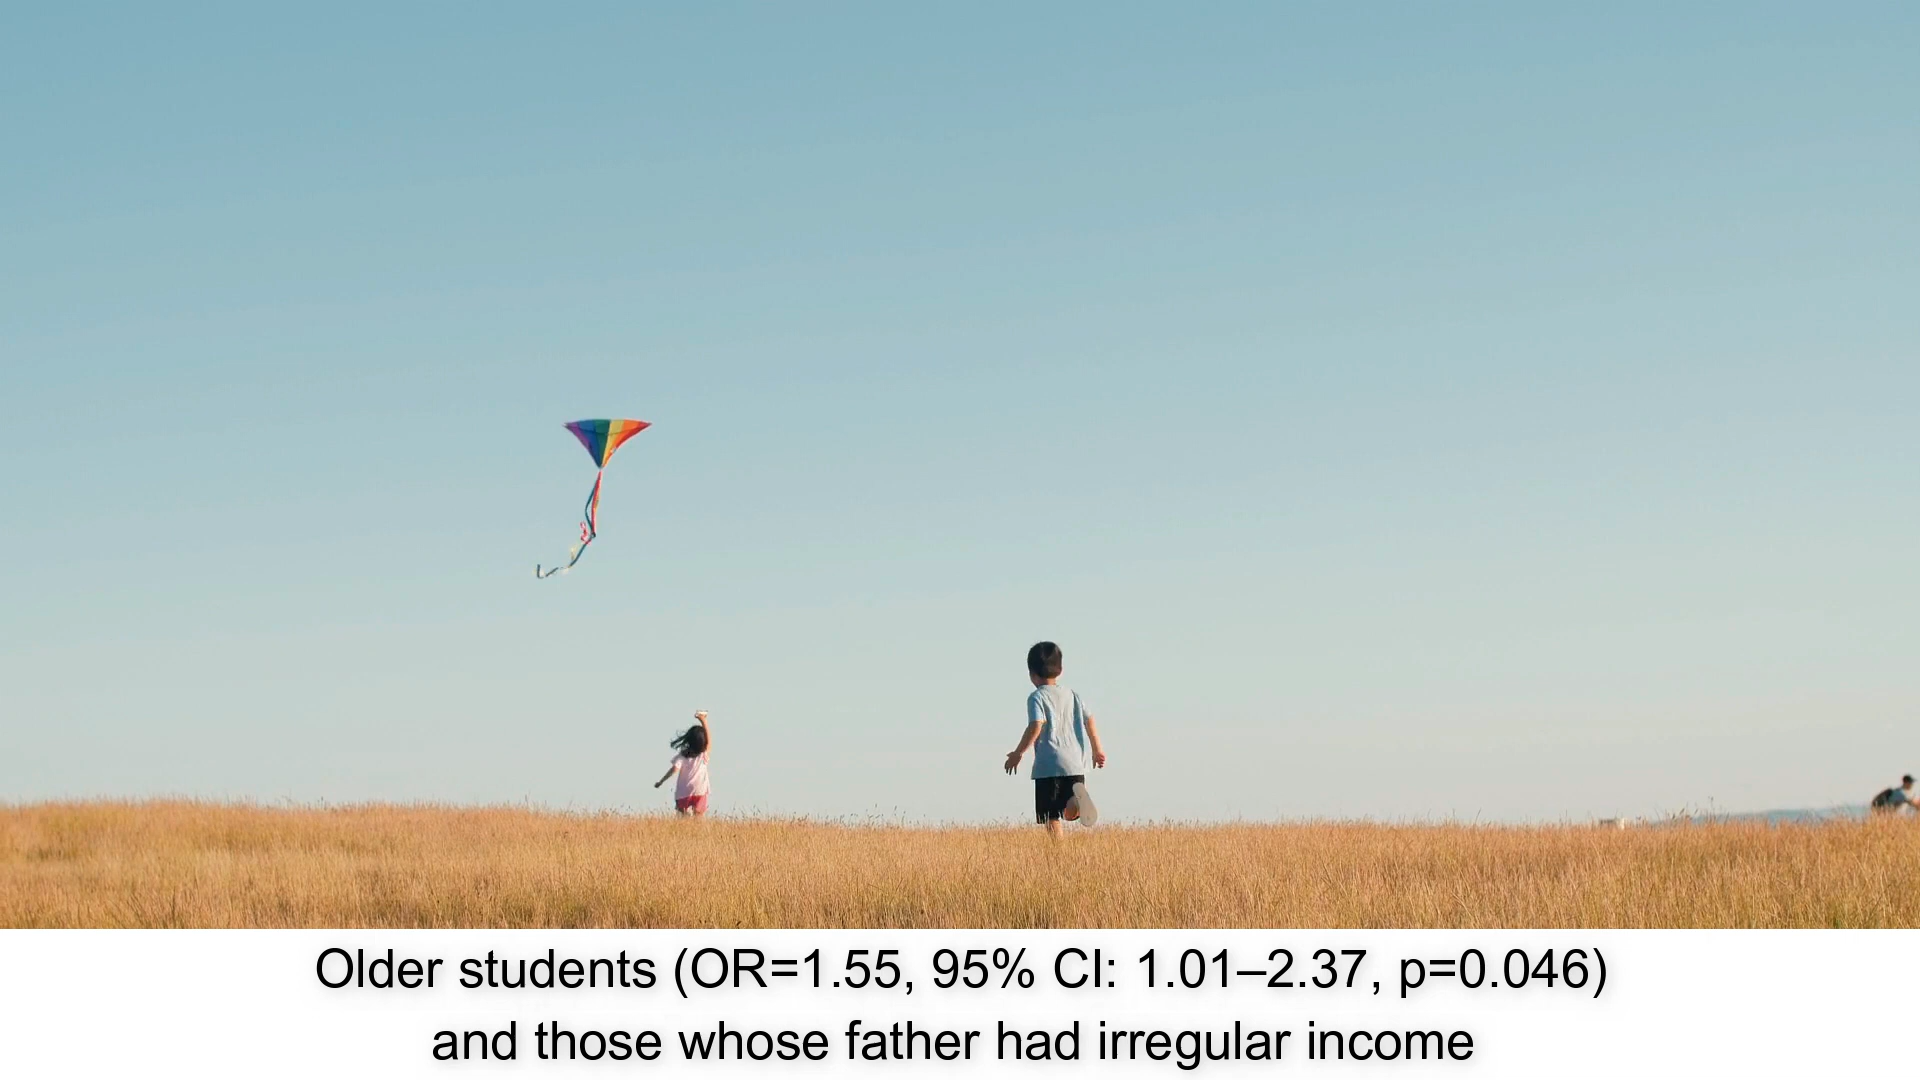 Older students (OR=1.55, 95% CI: 1.01–2.37, p=0.046)
and those whose father had irregular income